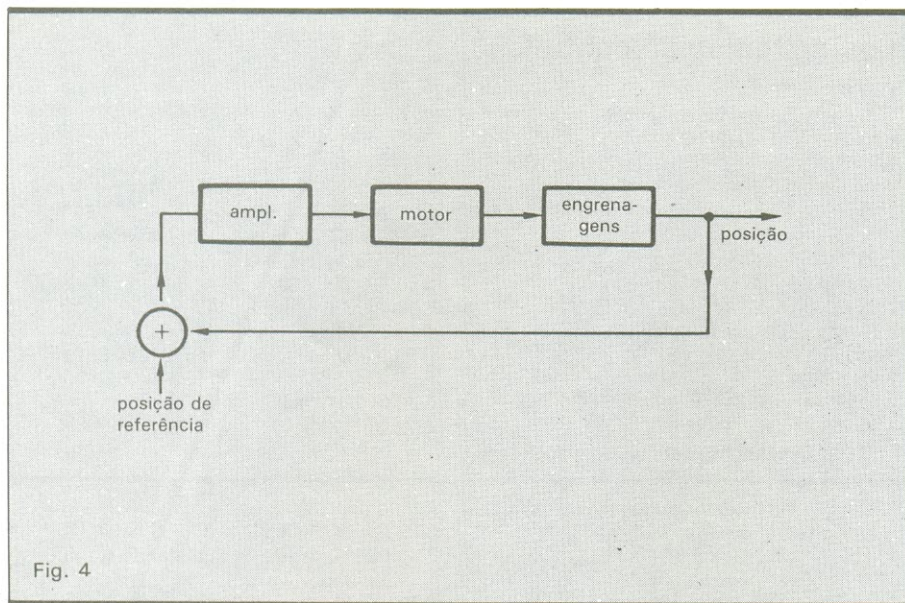 ampl.
motor
engrena-
gens
posição
+
posição de
referência
Fig. 4